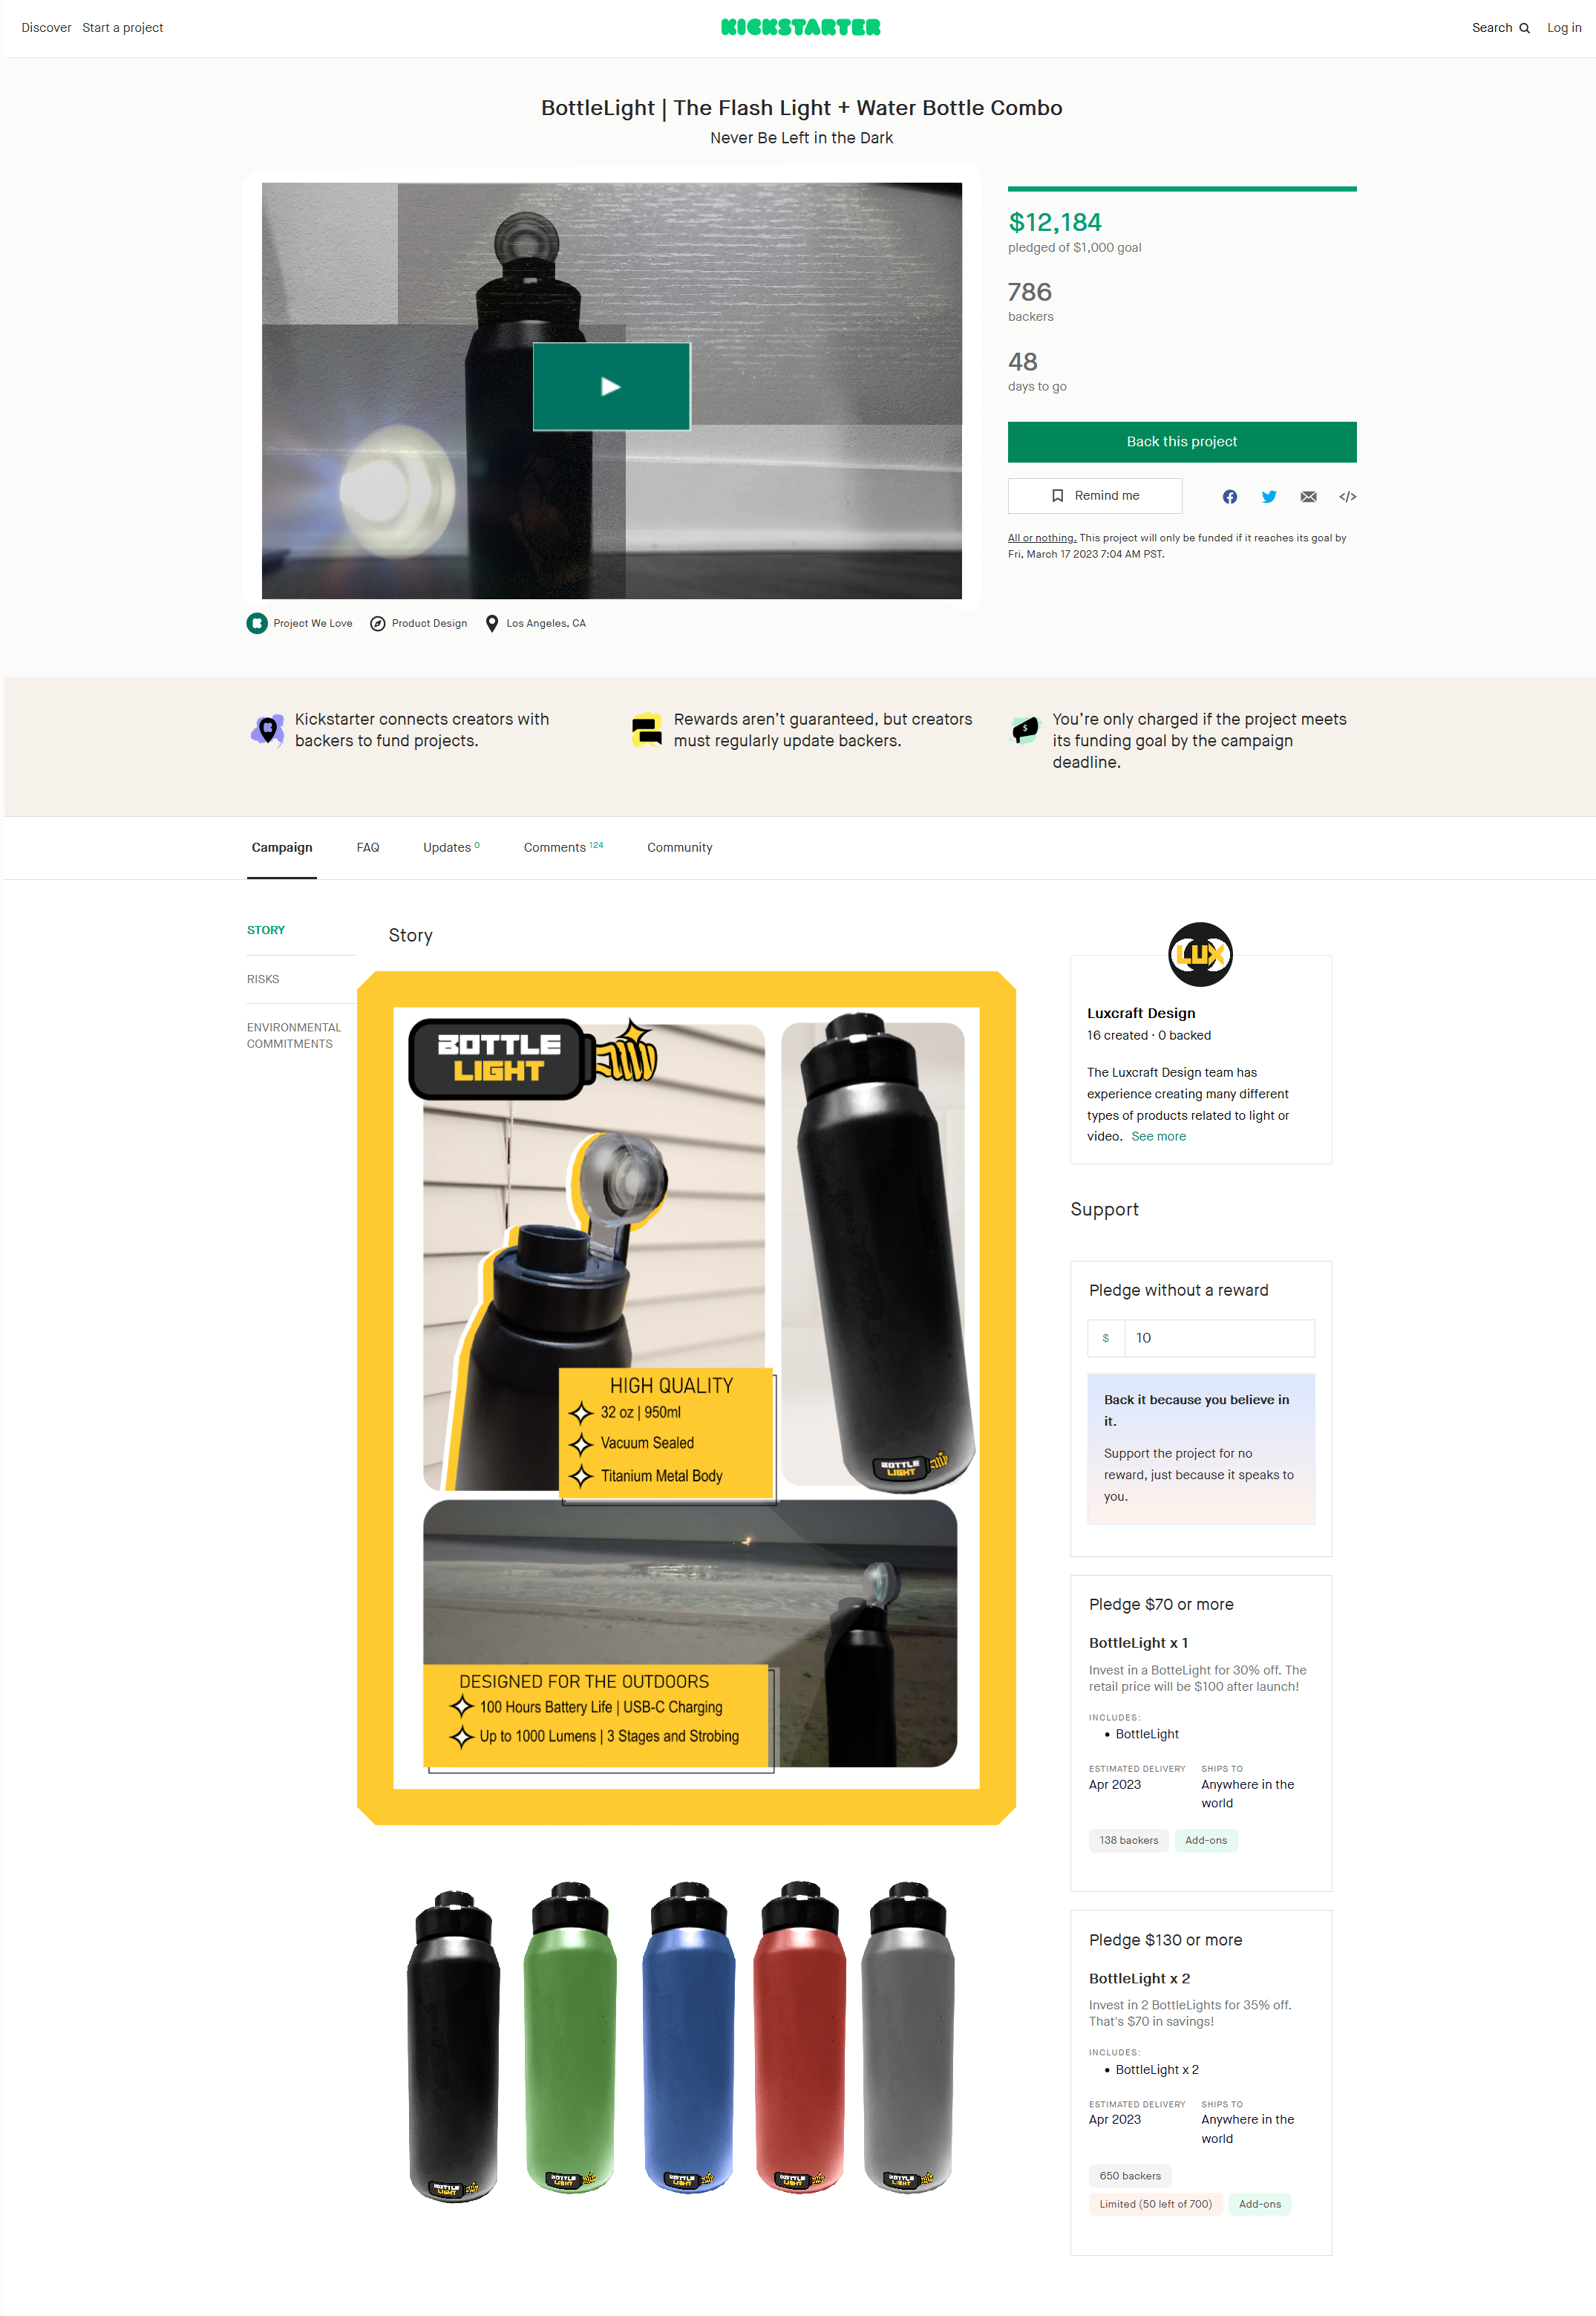 Discover Start a project KICKSTARTER Search Log in
BottleLight | The Flash Light + Water Bottle Combo
Never Be Left in the Dark
$12,184
pledged of $1,000 goal
786
backers
48
days to go
Back this project
Remind me
All or nothing. This project will only be funded if it reaches its goal by
Fri, March 17 2023 7:04 AM PST.
Project We Love Product Design Los Angeles, CA
Kickstarter connects creators with
backers to fund projects.
Rewards aren't guaranteed, but creators
must regularly update backers.
You're only charged if the project meets
its funding goal by the campaign
deadline.
Campaign FAQ Updates 0 Comments 124 Community
STORY
RISKS
ENVIRONMENTAL
COMMITMENTS
Story
BOTTLE
LIGHT
HIGH QUALITY
32 oz | 950ml
Vacuum Sealed
Titanium Metal Body
BOTTLE
LIGHT
DESIGNED FOR THE OUTDOORS
100 Hours Battery Life | USB-C Charging
Up to 1000 Lumens | 3 Stages and Strobing
BOTTLE
LIGHT
BOTTLE
LIGHT
BOTTLE
LIGHT
BOTTLE
LIGHT
BOTTLE
LIGHT
LUX
Luxcraft Design
16 created · 0 backed
The Luxcraft Design team has
experience creating many different
types of products related to light or
video. See more
Support
Pledge without a reward
$ 10
Back it because you believe in
it.
Support the project for no
reward, just because it speaks to
you.
Pledge $70 or more
BottleLight x 1
Invest in a BotteLight for 30% off. The
retail price will be $100 after launch!
INCLUDES:
• BottleLight
ESTIMATED DELIVERY SHIPS TO
Apr 2023 Anywhere in the
world
138 backers Add-ons
Pledge $130 or more
BottleLight x 2
Invest in 2 BottleLights for 35% off.
That's $70 in savings!
INCLUDES:
• BottleLight x 2
ESTIMATED DELIVERY SHIPS TO
Apr 2023 Anywhere in the
world
650 backers
Limited (50 left of 700) Add-ons